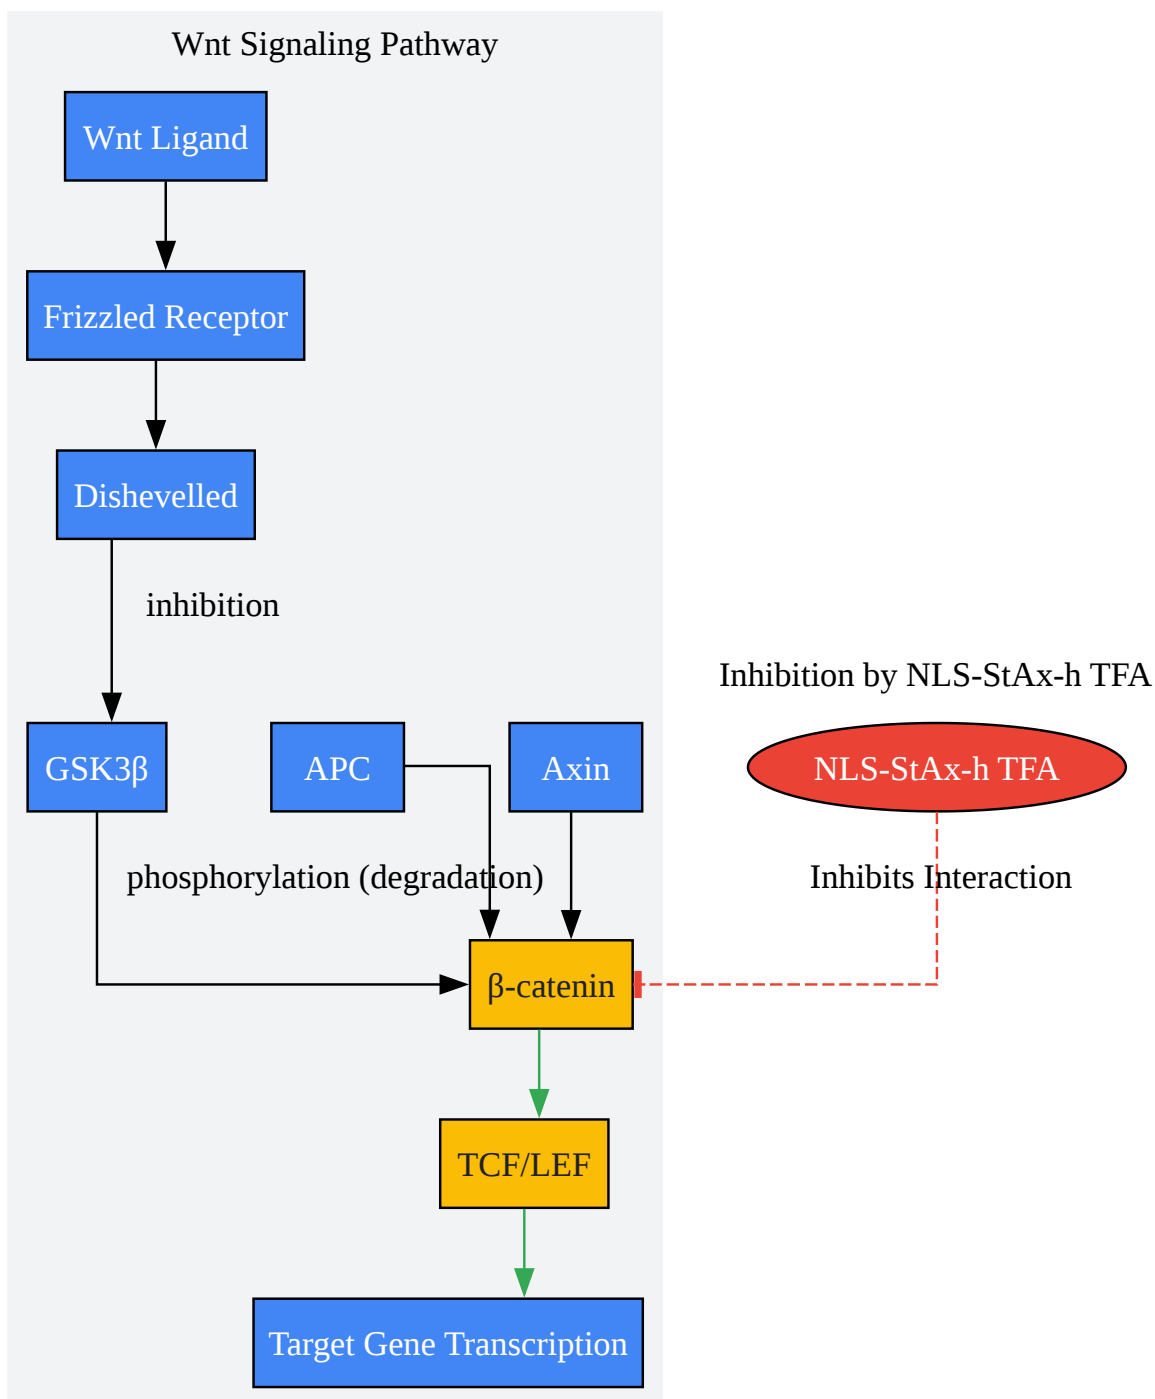 Wnt Signaling Pathway
Wnt Ligand
Frizzled Receptor
Dishevelled
inhibition
Inhibition by NLS-StAx-h TFA
GSK3β
APC
Axin
NLS-StAx-h TFA
phosphorylation (degradation)
Inhibits Interaction
β-catenin
TCF/LEF
Target Gene Transcription